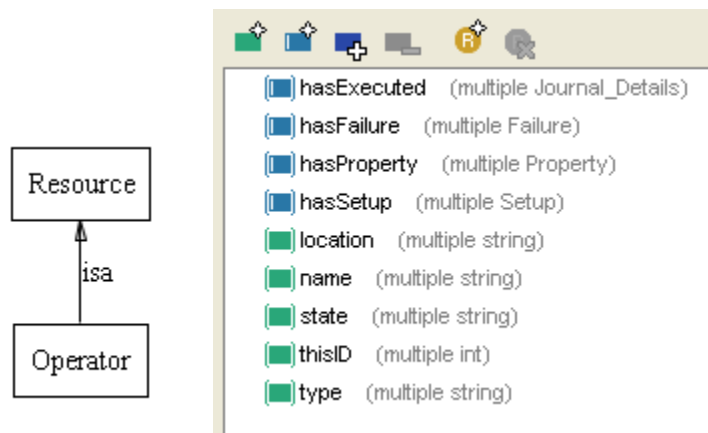 Resource
isa
Operator
R
hasExecuted (multiple Journal_Details)
hasFailure (multiple Failure)
hasProperty (multiple Property)
hasSetup (multiple Setup)
location (multiple string)
name (multiple string)
state (multiple string)
thisID (multiple int)
type (multiple string)